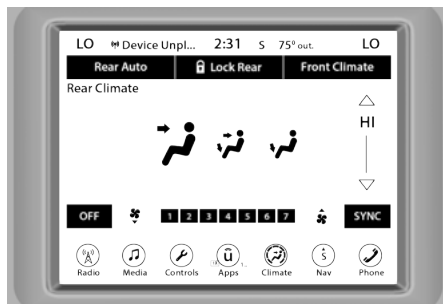 LO Device Unpl... 2:31 S 75° out. LO
Rear Auto Lock Rear Front Climate
Rear Climate
HI
OFF 1 2 3 4 5 6 7 SYNC
Radio Media Controls Apps Climate Nav Phone